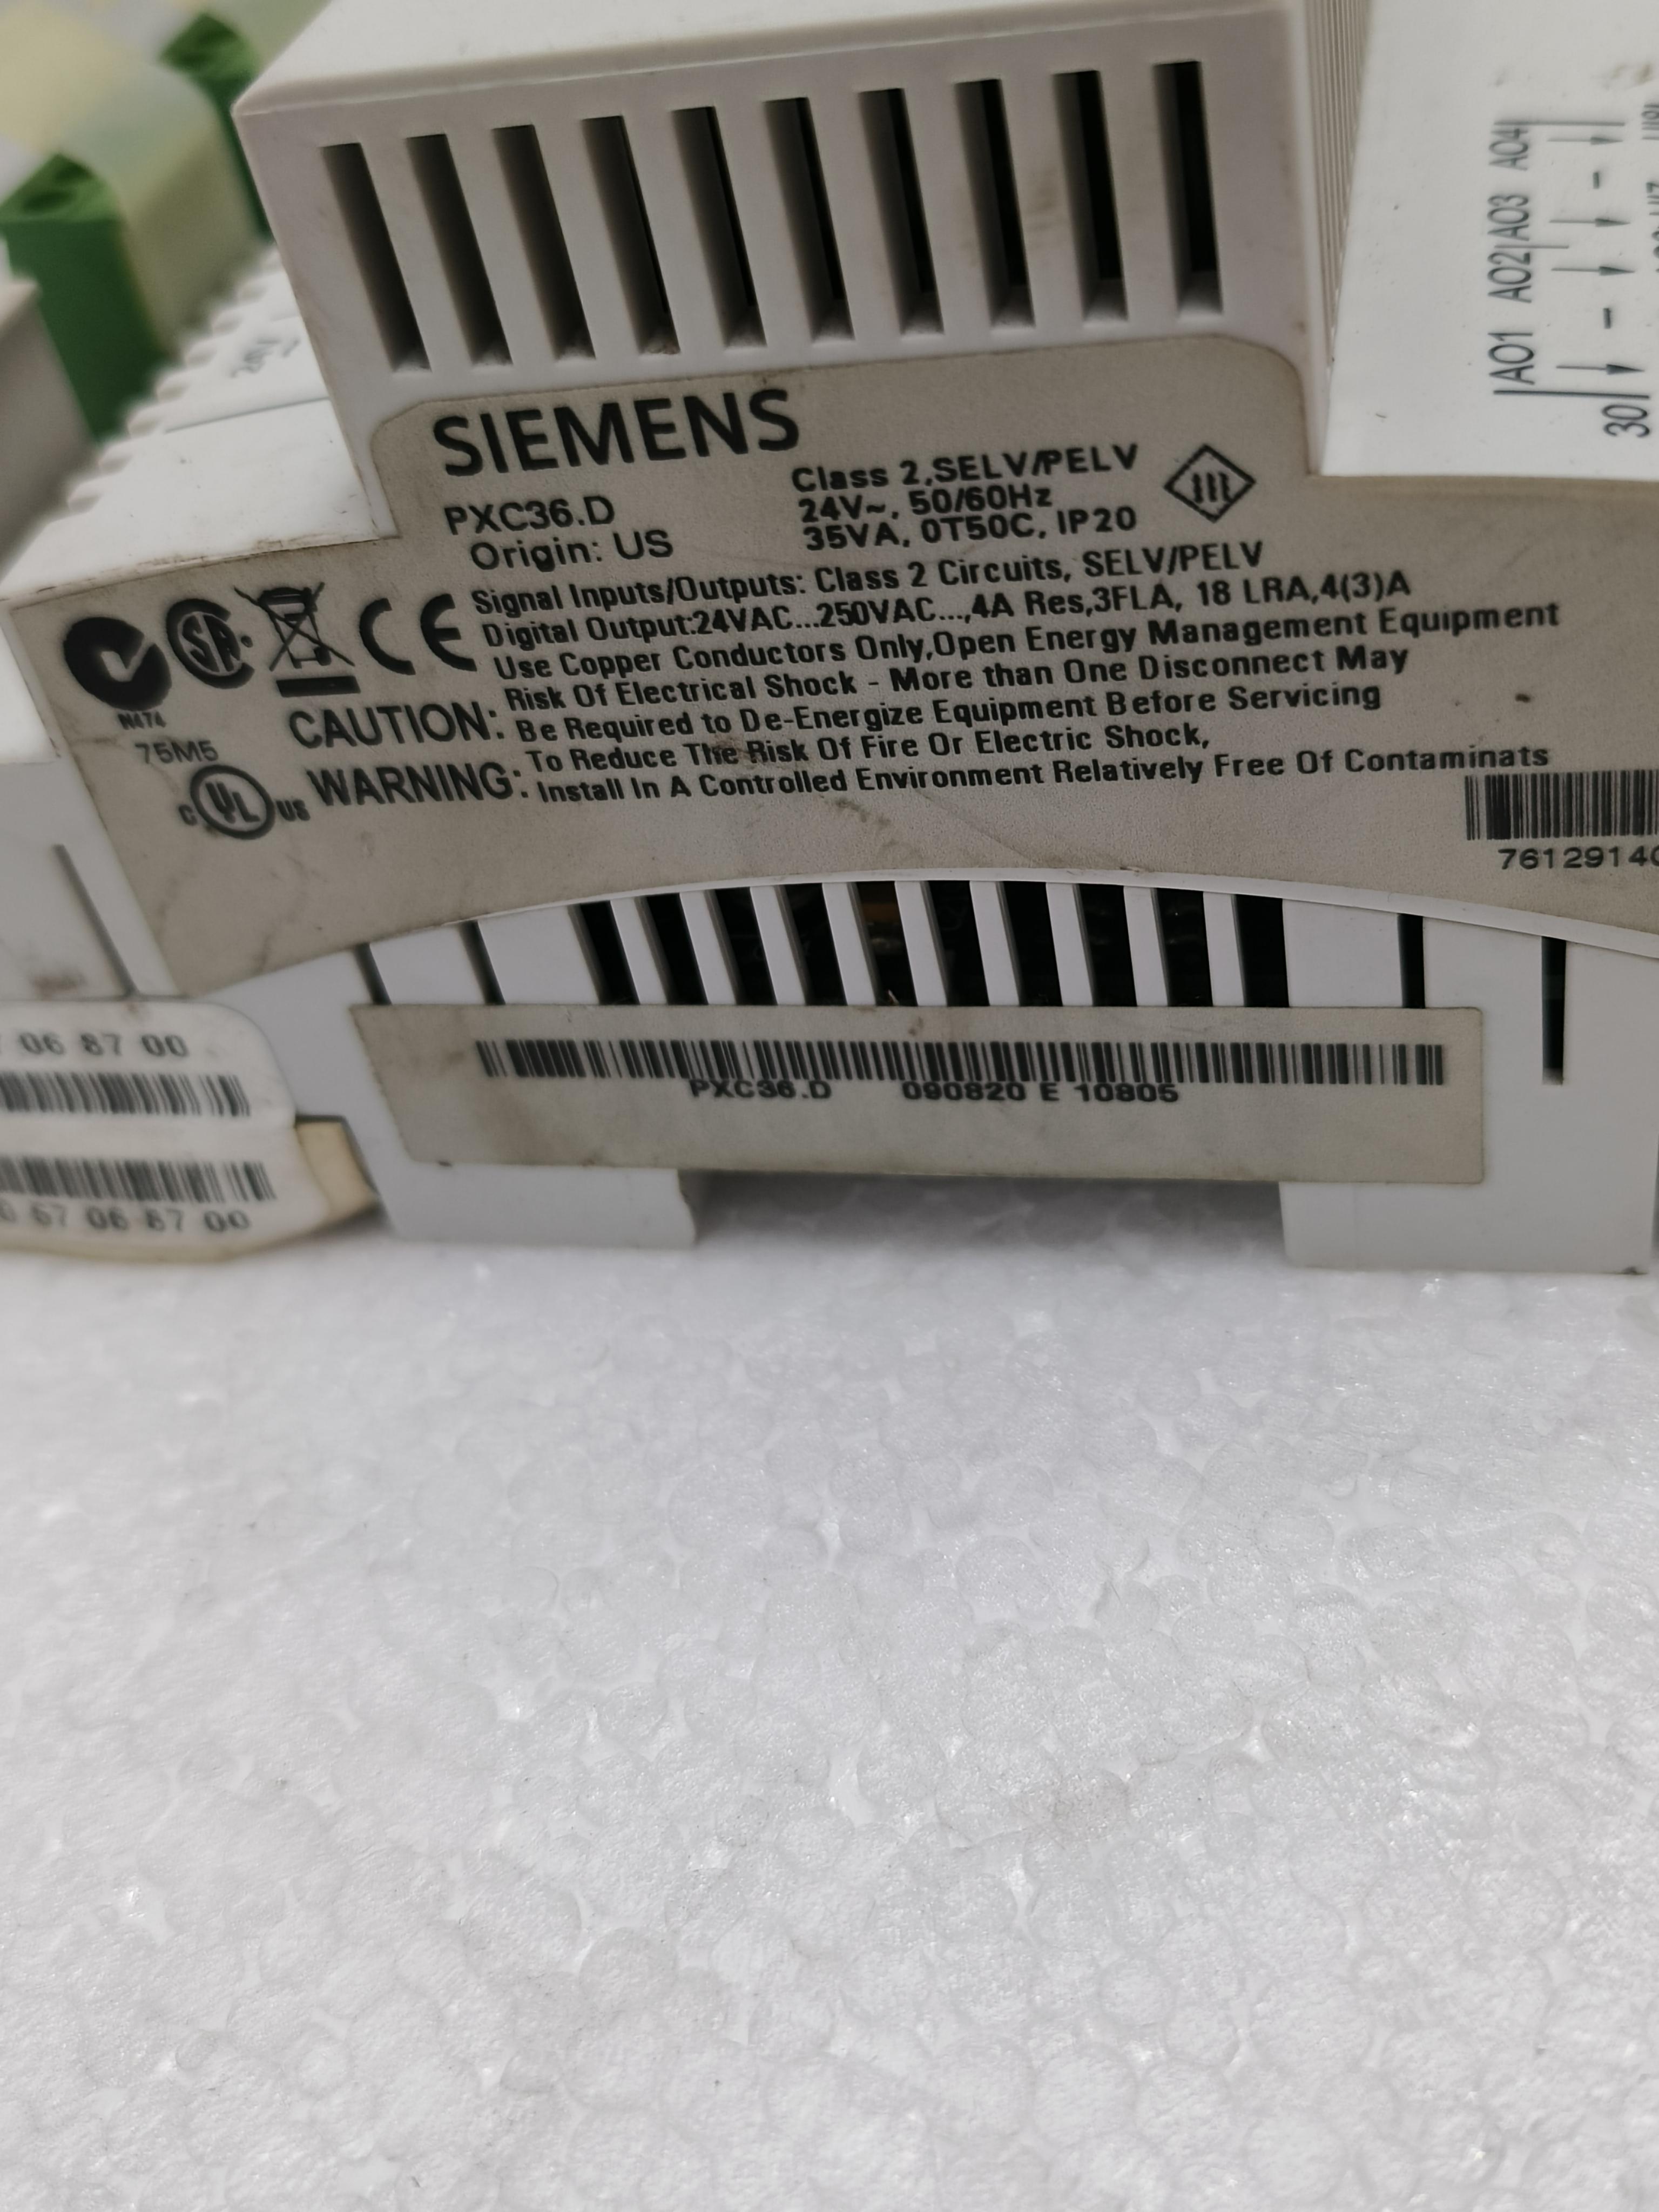 SIEMENS
PXC36.D
Origin: US
Class 2,SELV/PELV
24V~, 50/60Hz
35VA, 0T50C, IP20
Signal Inputs/Outputs: Class 2 Circuits, SELV/PELV
Digital Output:24VAC...250VAC...,4A Res,3FLA, 18 LRA,4(3)A
Use Copper Conductors Only,Open Energy Management Equipment
CAUTION: Risk Of Electrical Shock - More than One Disconnect May
Be Required to De-Energize Equipment Before Servicing
WARNING: To Reduce The Risk Of Fire Or Electric Shock,
Install In A Controlled Environment Relatively Free Of Contaminats
CE
N474
75M5
C UL US
7612914
PXC36.D 090820 E 10805
06 87 00
67 06 87 00
AO1 AO2 AO3 AO4
30